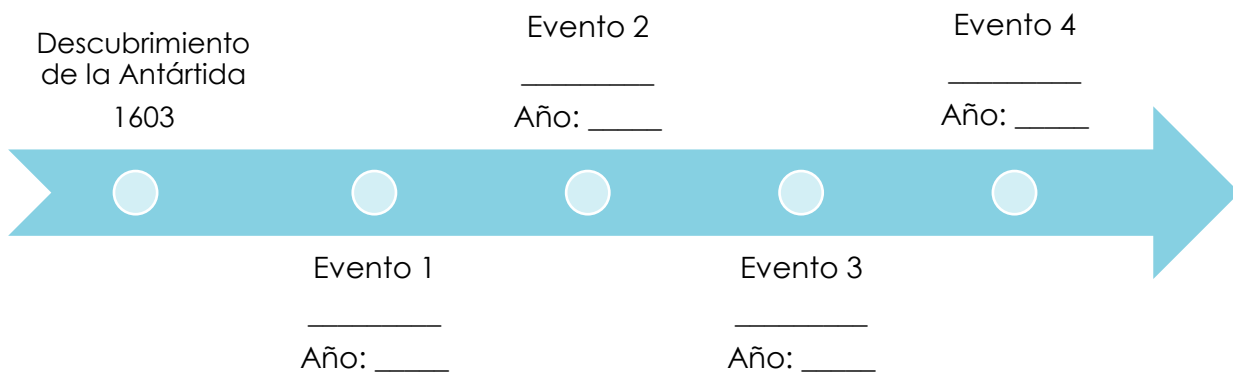 Descubrimiento
de la Antártida
1603
Evento 1
_________
Año: _____
Evento 2
_________
Año: _____
Evento 3
_________
Año: _____
Evento 4
_________
Año: _____